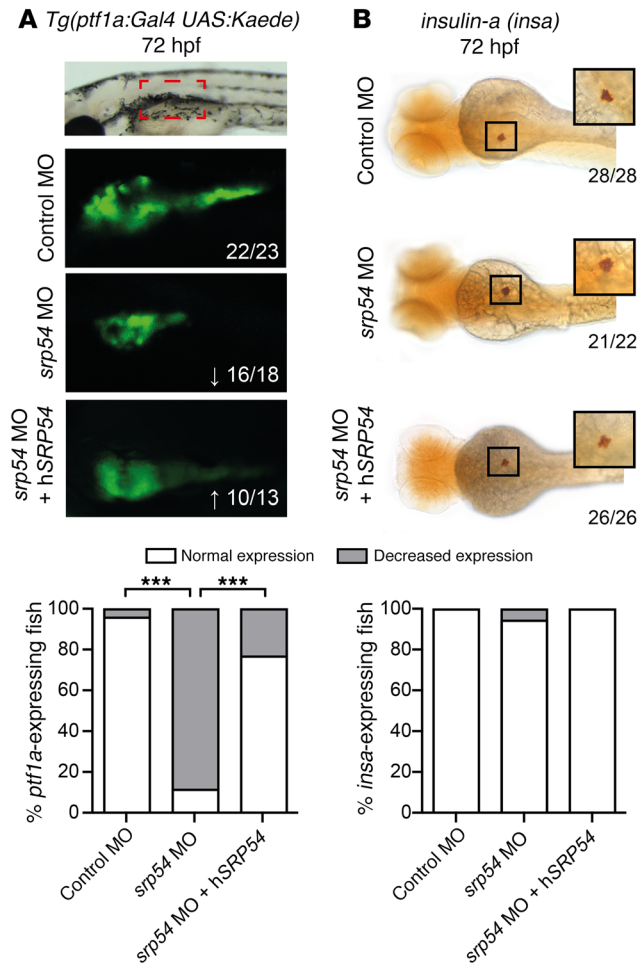 A Tg(ptf1a:Gal4 UAS:Kaede)
72 hpf
Control MO
22/23
srp54 MO
↓ 16/18
srp54 MO
+ hSRP54
↑ 10/13
B insulin-a (insa)
72 hpf
Control MO
28/28
srp54 MO
21/22
srp54 MO
+ hSRP54
26/26
Normal expression
Decreased expression
% ptf1a-expressing fish
100
80
60
40
20
0
***
***
Control MO
srp54 MO
srp54 MO + hSRP54
% insa-expressing fish
100
80
60
40
20
0
Control MO
srp54 MO
srp54 MO + hSRP54